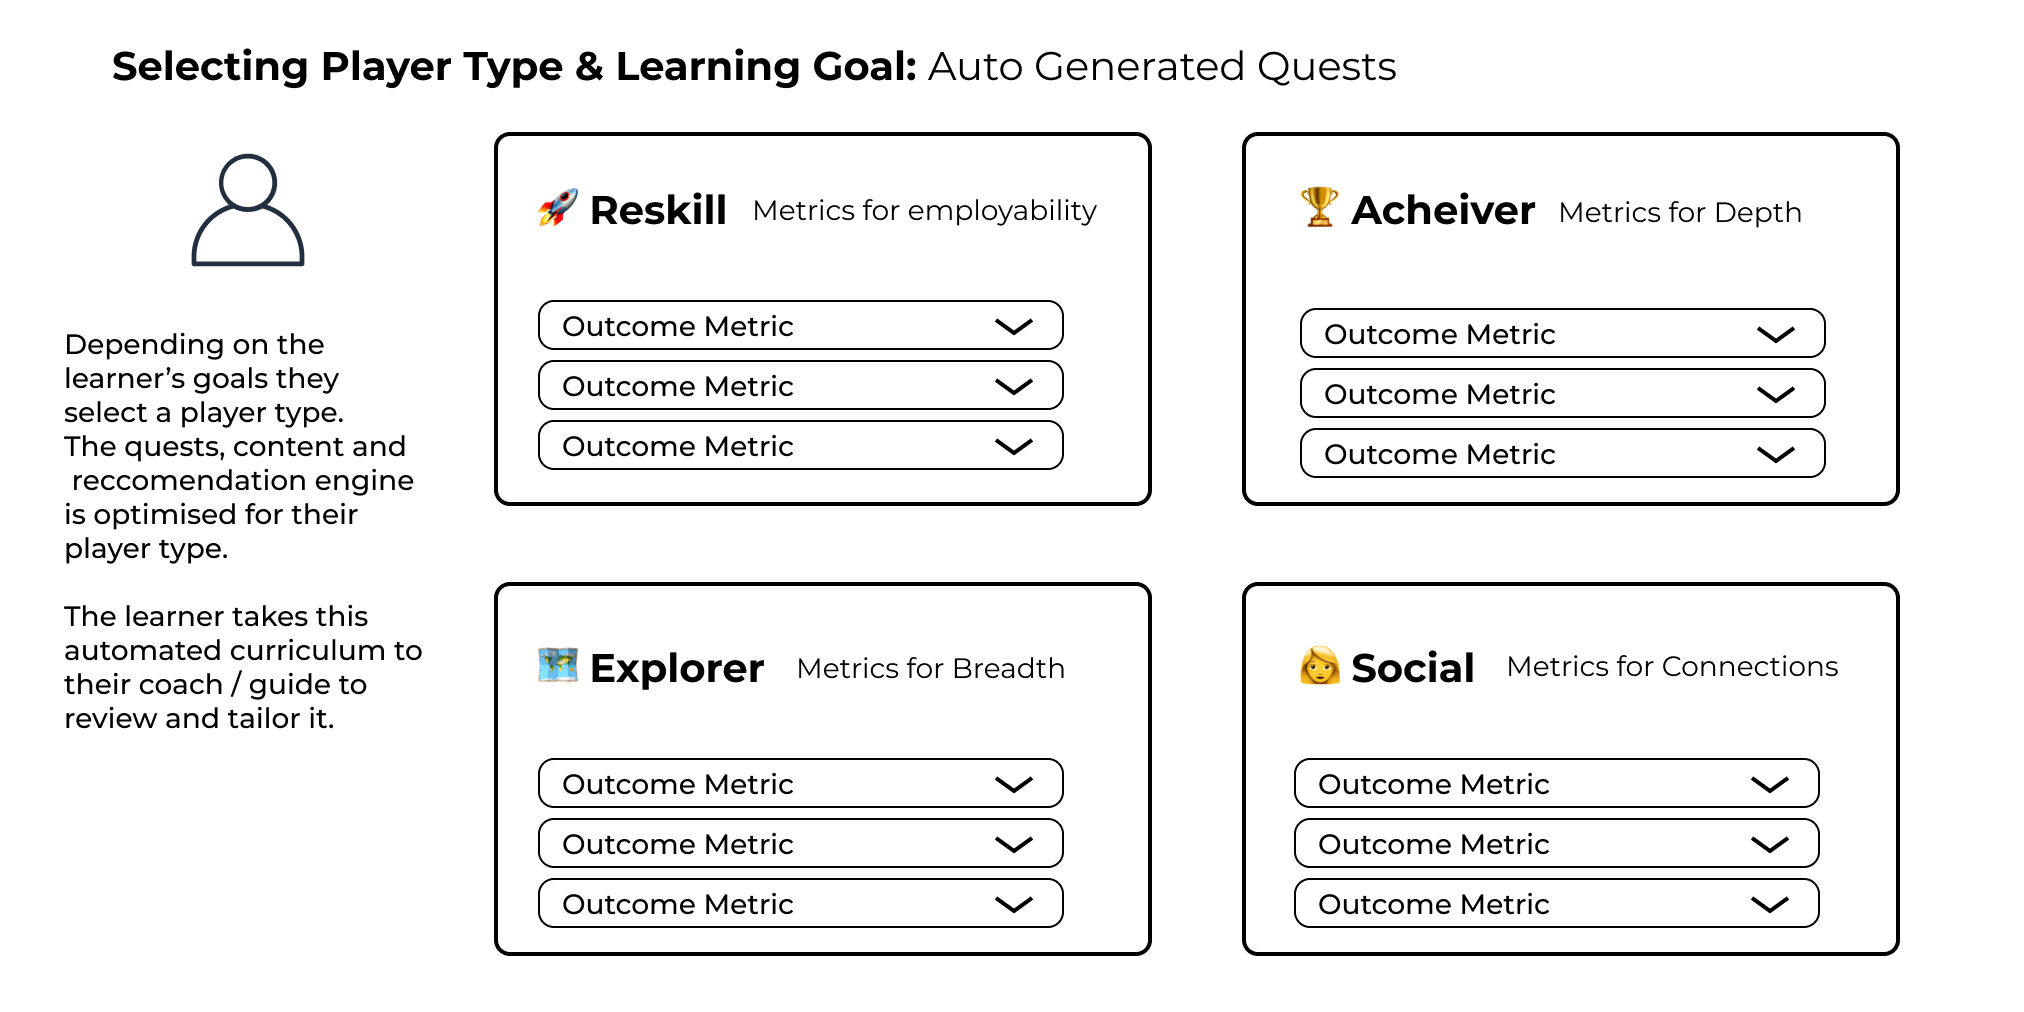 Selecting Player Type & Learning Goal: Auto Generated Quests
Depending on the
learner’s goals they
select a player type.
The quests, content and
reccomendation engine
is optimised for their
player type.
The learner takes this
automated curriculum to
their coach / guide to
review and tailor it.
Reskill Metrics for employability
Outcome Metric
Outcome Metric
Outcome Metric
Acheiver Metrics for Depth
Outcome Metric
Outcome Metric
Outcome Metric
Explorer Metrics for Breadth
Outcome Metric
Outcome Metric
Outcome Metric
Social Metrics for Connections
Outcome Metric
Outcome Metric
Outcome Metric